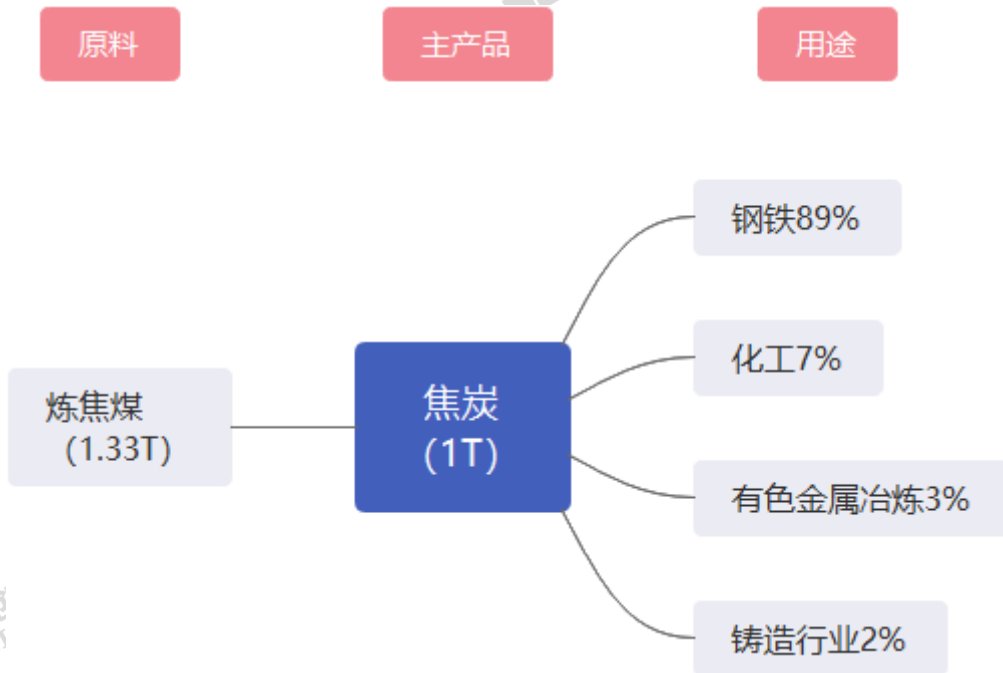 原料
主产品
用途
钢铁89%
化工7%
炼焦煤
（1.33T）
焦炭
（1T）
有色金属冶炼3%
铸造行业2%